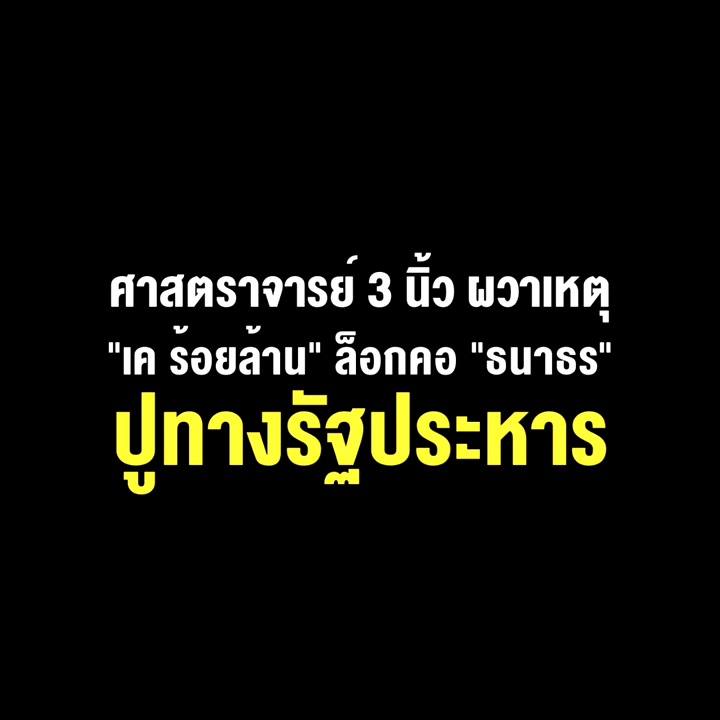 ศาสตราจารย์ 3 นิ้ว ผวาเหตุ
"เค ร้อยล้าน" ล็อกคอ "ธนาธร"
ปูทางรัฐประหาร